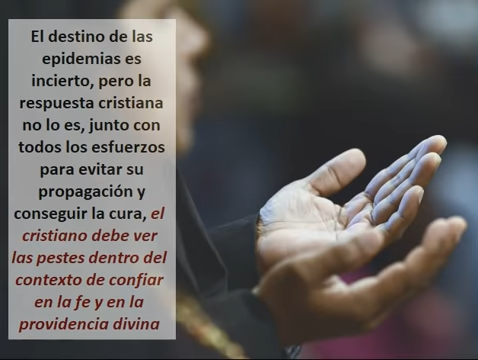 El destino de las
epidemias es
incierto, pero la
respuesta cristiana
no lo es, junto con
todos los esfuerzos
para evitar su
propagación y
conseguir la cura, el
cristiano debe ver
las pestes dentro del
contexto de confiar
en la fe y en la
providencia divina